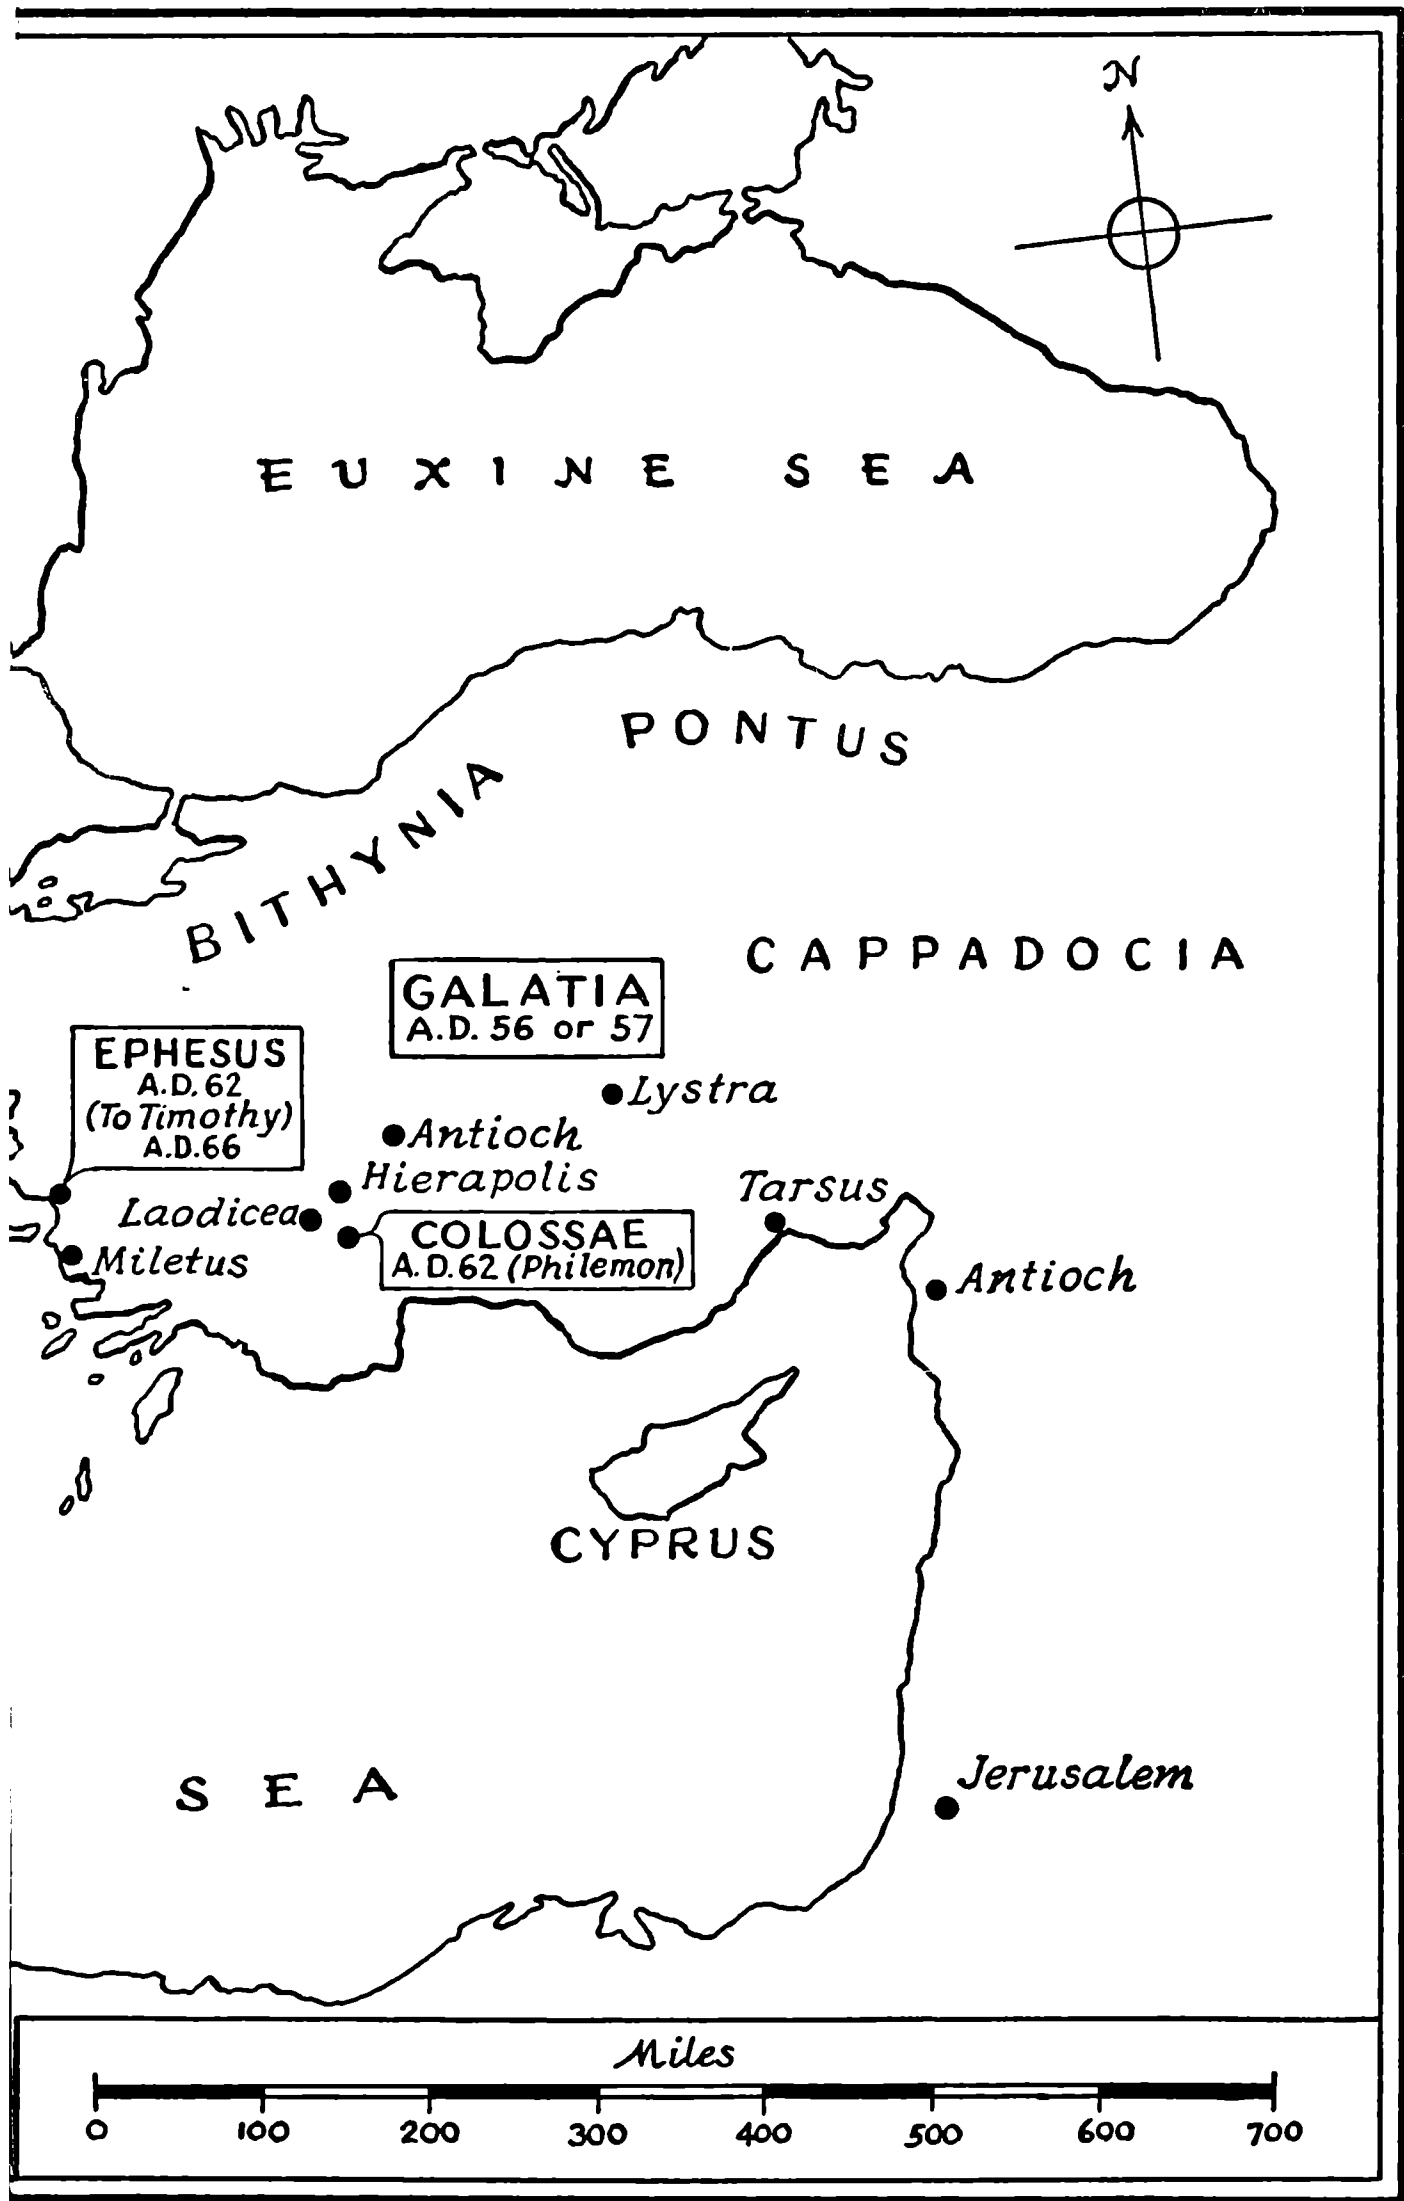 N
EUXINE SEA
PONTUS
BITHYNIA
CAPPADOCIA
GALATIA
A.D. 56 or 57
EPHESUS
A.D. 62
(To Timothy)
A.D. 66
Lystra
Antioch
Hierapolis
Tarsus
Laodicea
COLOSSAE
A.D. 62 (Philemon)
Miletus
Antioch
CYPRUS
SEA
Jerusalem
Miles
0 100 200 300 400 500 600 700